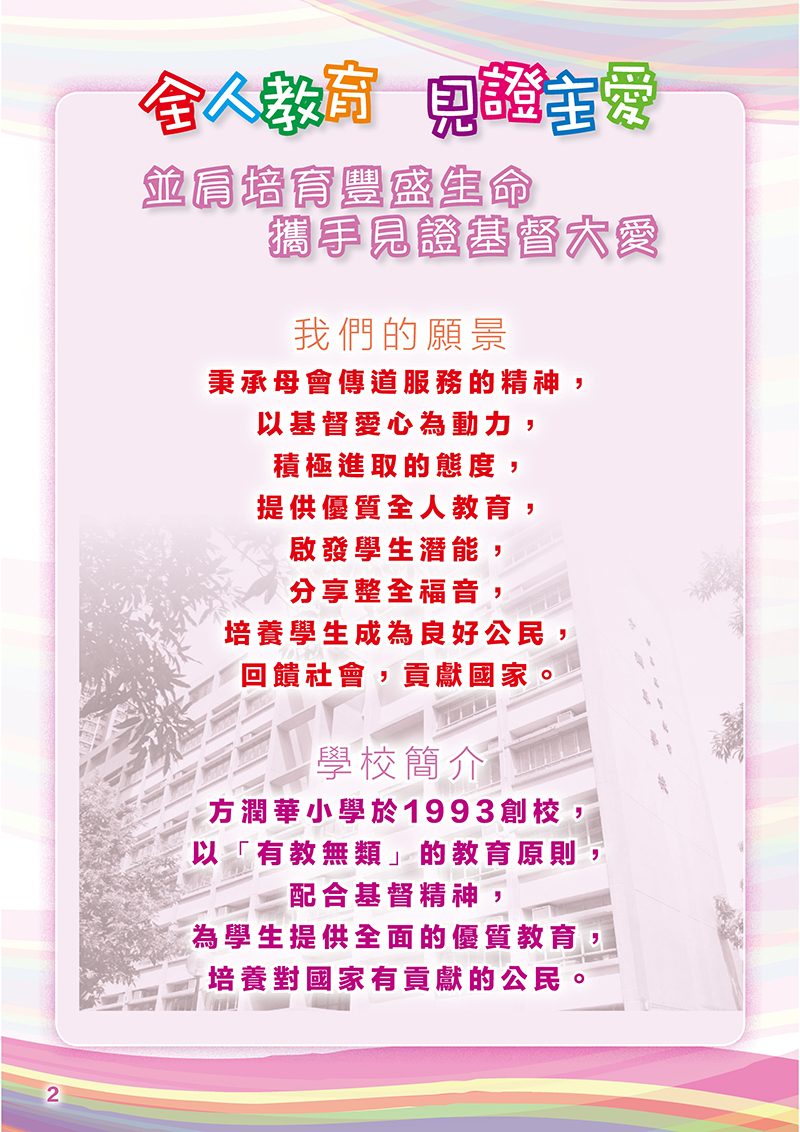 全人教育 見證主愛
並肩培育豐盛生命
攜手見證基督大愛
我們的願景
秉承母會傳道服務的精神，
以基督愛心為動力，
積極進取的態度，
提供優質全人教育，
啟發學生潛能，
分享整全福音，
培養學生成為良好公民，
回饋社會，貢獻國家。
學校簡介
方潤華小學於1993創校，
以「有教無類」的教育原則，
配合基督精神，
為學生提供全面的優質教育，
培養對國家有貢獻的公民。
2